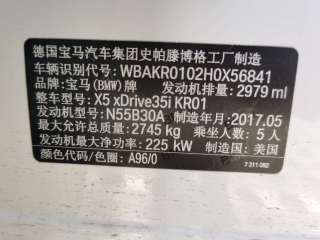 德国宝马汽车集团史帕滕博格工厂制造
车辆识别代号: WBAKR0102H0X56841
品牌: 宝马(BMW)牌 发动机排量: 2979 ml
整车型号: X5 xDrive35i KR01
发动机型号: N55B30A 制造年月: 2017.05
最大允许总质量: 2745 kg 乘坐人数: 5 人
发动机最大净功率: 225 kW 制造国: 美国
颜色代码/色圈: A96/0 7 311 082